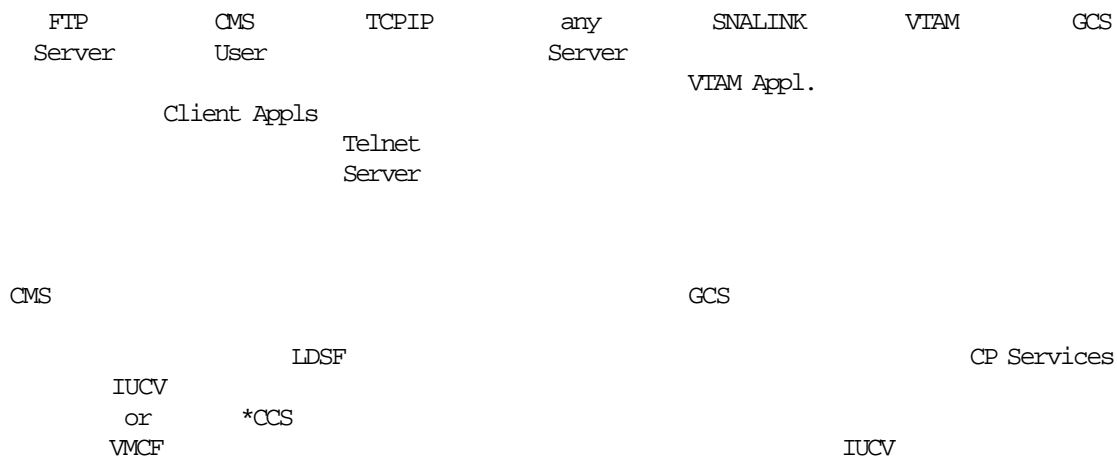 FTP CMS TCPIP any SNALINK VTAM GCS
Server User Server
VTAM Appl.
Client Appls
Telnet
Server
CMS GCS
LDSF CP Services
IUCV
or *CCS
VMCF IUCV